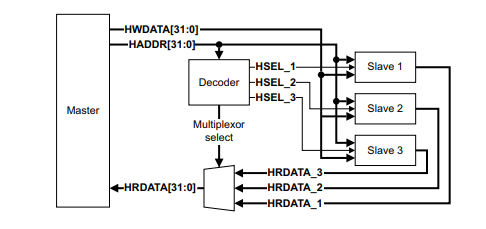 HWDATA[31:0]
HADDR[31:0]
Master
Decoder
HSEL_1
HSEL_2
HSEL_3
Slave 1
Slave 2
Slave 3
Multiplexor
select
HRDATA[31:0]
HRDATA_3
HRDATA_2
HRDATA_1